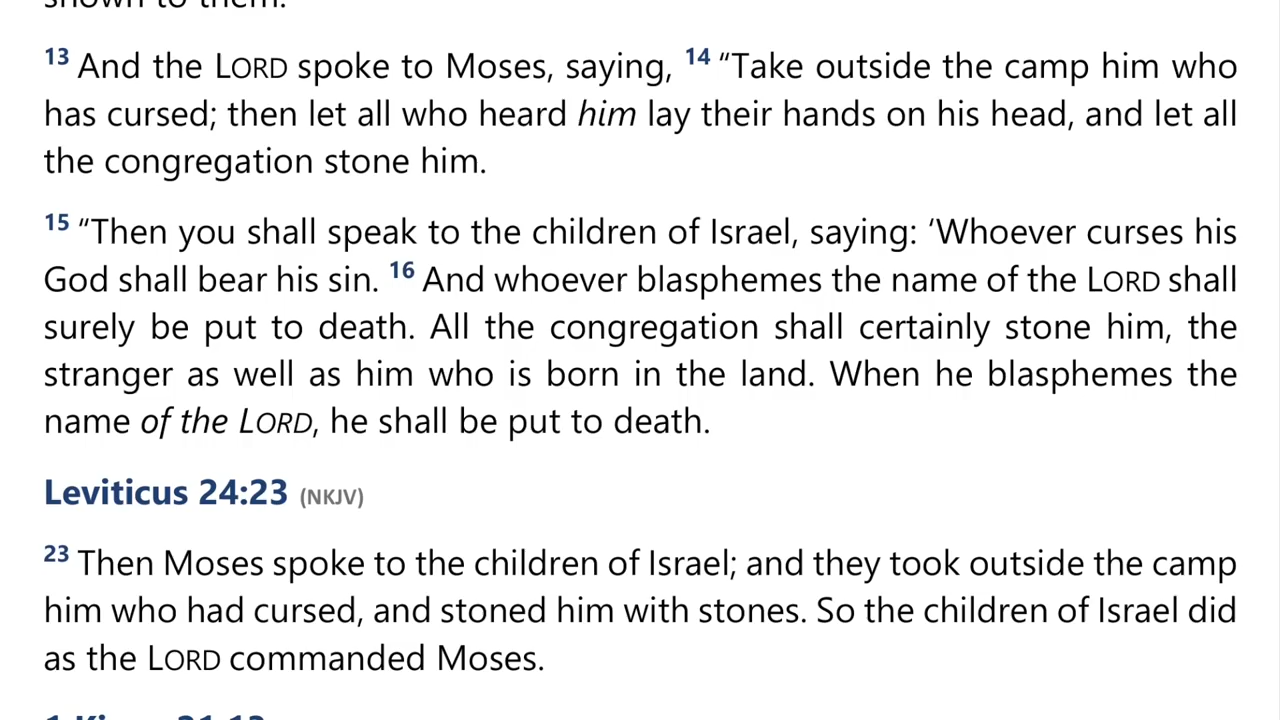 shown to them.
13 And the LORD spoke to Moses, saying, 14 “Take outside the camp him who
has cursed; then let all who heard him lay their hands on his head, and let all
the congregation stone him.
15 “Then you shall speak to the children of Israel, saying: ‘Whoever curses his
God shall bear his sin. 16 And whoever blasphemes the name of the LORD shall
surely be put to death. All the congregation shall certainly stone him, the
stranger as well as him who is born in the land. When he blasphemes the
name of the LORD, he shall be put to death.
Leviticus 24:23 (NKJV)
23 Then Moses spoke to the children of Israel; and they took outside the camp
him who had cursed, and stoned him with stones. So the children of Israel did
as the LORD commanded Moses.
1 Kings 21:13